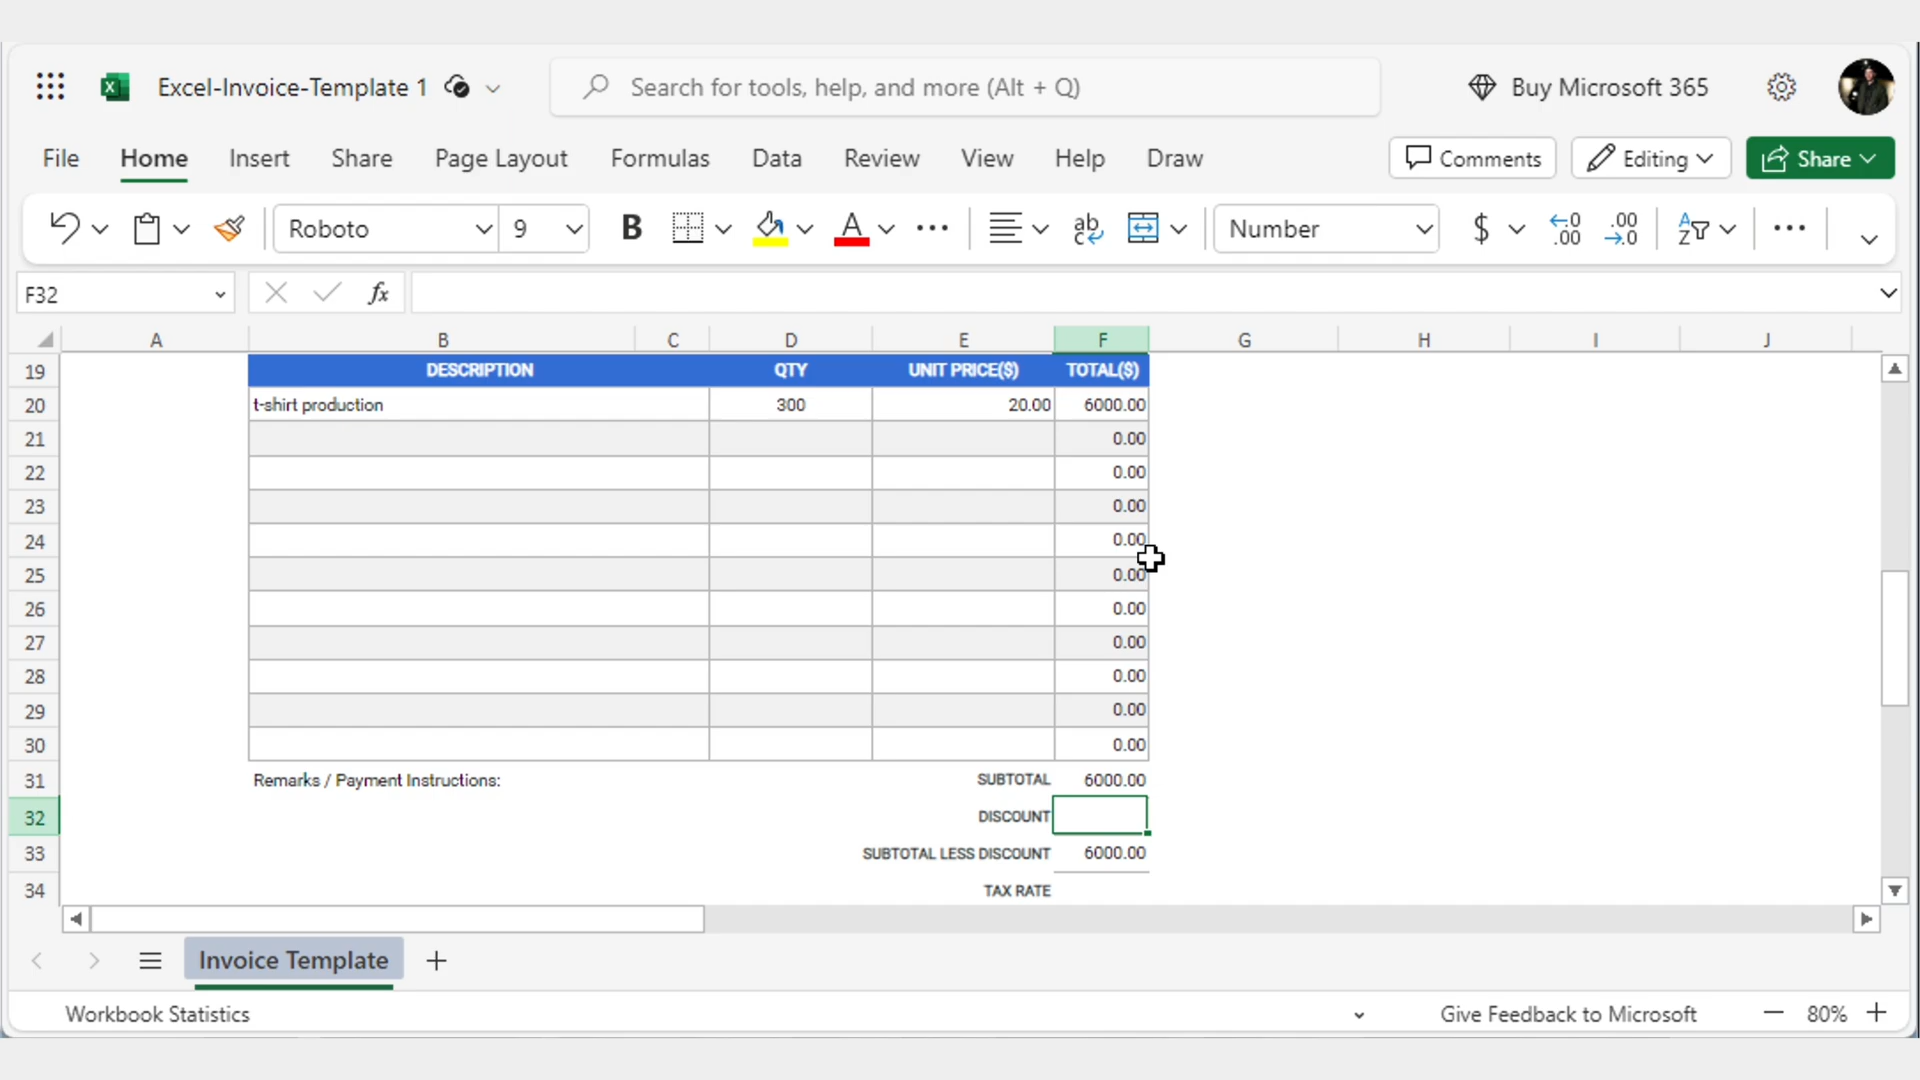 Excel-Invoice-Template 1
Search for tools, help, and more (Alt + Q)
Buy Microsoft 365
File Home Insert Share Page Layout Formulas Data Review View Help Draw Comments Editing Share
Roboto 9 B A ab Number $ .00 .00 .0 AZ
F32 fx
A B C D E F G H I J
19 DESCRIPTION QTY UNIT PRICE($) TOTAL($)
20 t-shirt production 300 20.00 6000.00
21 0.00
22 0.00
23 0.00
24 0.00
25 0.00
26 0.00
27 0.00
28 0.00
29 0.00
30 0.00
31 Remarks / Payment Instructions: SUBTOTAL 6000.00
32 DISCOUNT
33 SUBTOTAL LESS DISCOUNT 6000.00
34 TAX RATE
Invoice Template
Workbook Statistics Give Feedback to Microsoft 80%